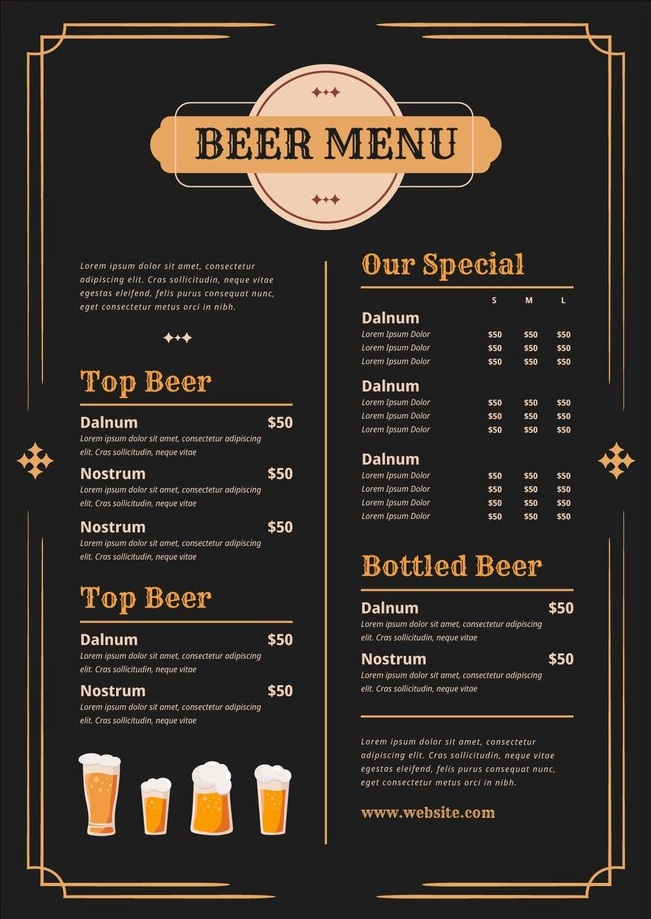 BEER MENU
Lorem ipsum dolor sit amet, consectetur
adipiscing elit. Cras sollicitudin, neque vitae
egestas eleifend, felis purus consequat nunc,
eget consectetur metus orci in nibh.
Top Beer
Dalnum $50
Lorem ipsum dolor sit amet, consectetur adipiscing
elit. Cras sollicitudin, neque vitae
Nostrum $50
Lorem ipsum dolor sit amet, consectetur adipiscing
elit. Cras sollicitudin, neque vitae
Nostrum $50
Lorem ipsum dolor sit amet, consectetur adipiscing
elit. Cras sollicitudin, neque vitae
Top Beer
Dalnum $50
Lorem ipsum dolor sit amet, consectetur adipiscing
elit. Cras sollicitudin, neque vitae
Nostrum $50
Lorem ipsum dolor sit amet, consectetur adipiscing
elit. Cras sollicitudin, neque vitae
Our Special
S M L
Dalnum
Lorem Ipsum Dolor $50 $50 $50
Lorem Ipsum Dolor $50 $50 $50
Lorem Ipsum Dolor $50 $50 $50
Dalnum
Lorem Ipsum Dolor $50 $50 $50
Lorem Ipsum Dolor $50 $50 $50
Lorem Ipsum Dolor $50 $50 $50
Dalnum
Lorem Ipsum Dolor $50 $50 $50
Lorem Ipsum Dolor $50 $50 $50
Lorem Ipsum Dolor $50 $50 $50
Lorem Ipsum Dolor $50 $50 $50
Bottled Beer
Dalnum $50
Lorem ipsum dolor sit amet, consectetur adipiscing
elit. Cras sollicitudin, neque vitae
Nostrum $50
Lorem ipsum dolor sit amet, consectetur adipiscing
elit. Cras sollicitudin, neque vitae
Lorem ipsum dolor sit amet, consectetur
adipiscing elit. Cras sollicitudin, neque vitae
egestas eleifend, felis purus consequat nunc,
eget consectetur metus orci in nibh.
www.website.com